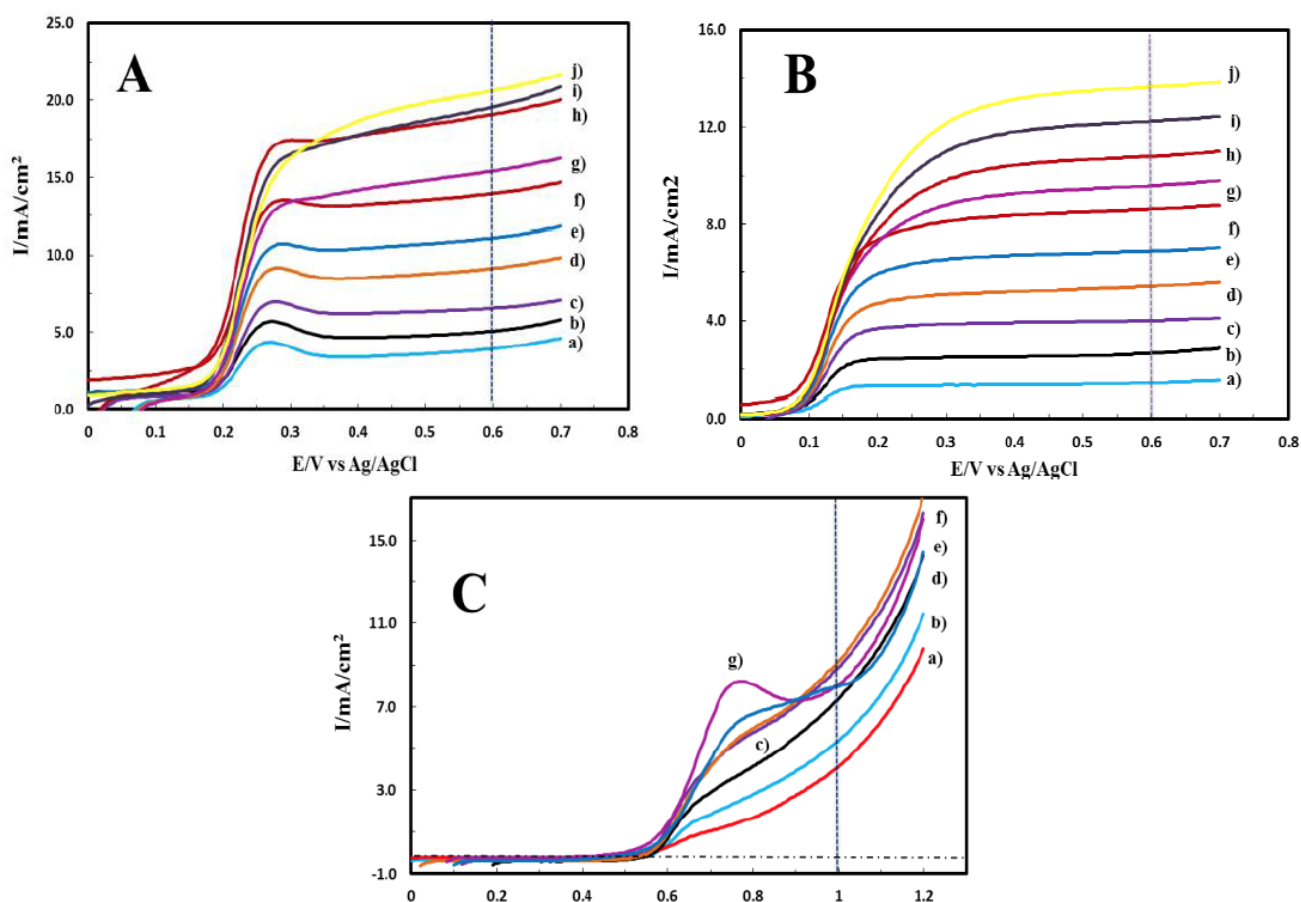 A
I/mA/cm²
25.0
20.0
15.0
10.0
5.0
0.0
0 0.1 0.2 0.3 0.4 0.5 0.6 0.7 0.8
E/V vs Ag/AgCl
j)
i)
h)
g)
f)
e)
d)
c)
b)
a)
B
I/mA/cm2
16.0
12.0
8.0
4.0
0.0
0 0.1 0.2 0.3 0.4 0.5 0.6 0.7 0.8
E/V vs Ag/AgCl
j)
i)
h)
g)
f)
e)
d)
c)
b)
a)
C
I/mA/cm²
15.0
11.0
7.0
3.0
-1.0
0 0.2 0.4 0.6 0.8 1 1.2
f)
e)
d)
b)
a)
g)
c)